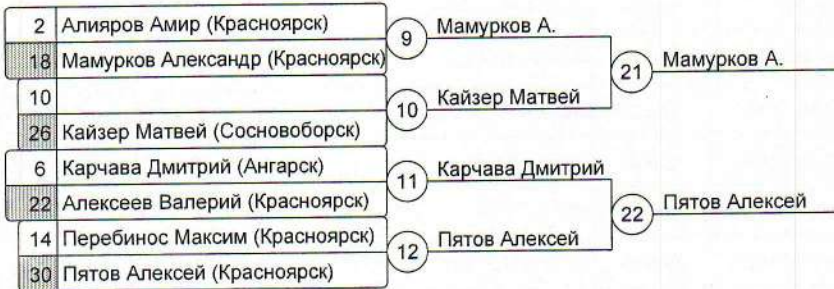 2 Алияров Амир (Красноярск)
18 Мамурков Александр (Красноярск)
9 Мамурков А.
10
26 Кайзер Матвей (Сосновоборск)
10 Кайзер Матвей
21 Мамурков А.
6 Карчава Дмитрий (Ангарск)
22 Алексеев Валерий (Красноярск)
11 Карчава Дмитрий
14 Перебинос Максим (Красноярск)
30 Пятов Алексей (Красноярск)
12 Пятов Алексей
22 Пятов Алексей